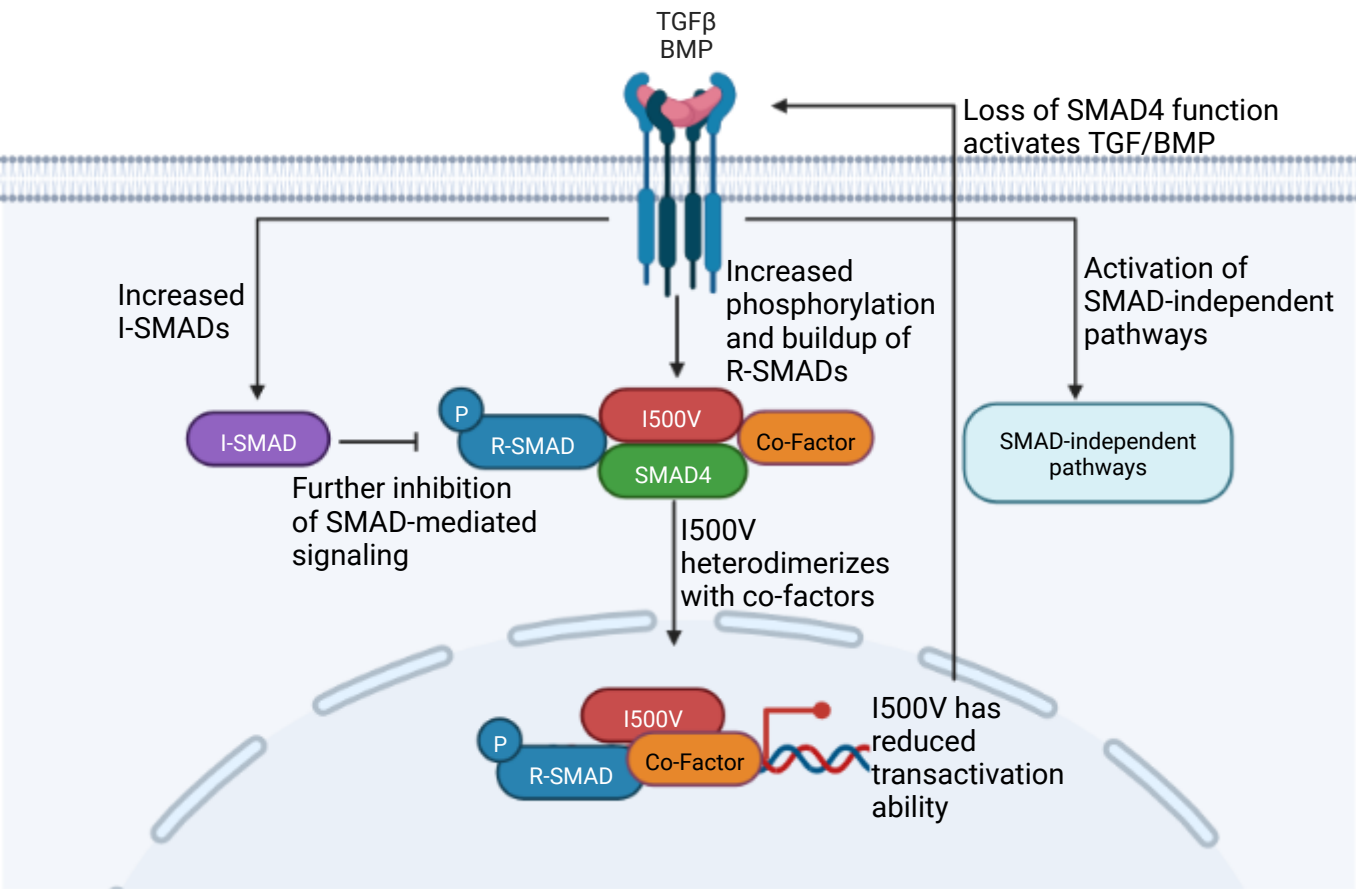 TGFβ
BMP
Loss of SMAD4 function
activates TGF/BMP
Increased
I-SMADs
Increased
phosphorylation
and buildup of
R-SMADs
Activation of
SMAD-independent
pathways
I-SMAD
P
R-SMAD
I500V
SMAD4
Co-Factor
SMAD-independent
pathways
Further inhibition
of SMAD-mediated
signaling
I500V
heterodimerizes
with co-factors
I500V
P
R-SMAD
Co-Factor
I500V has
reduced
transactivation
ability